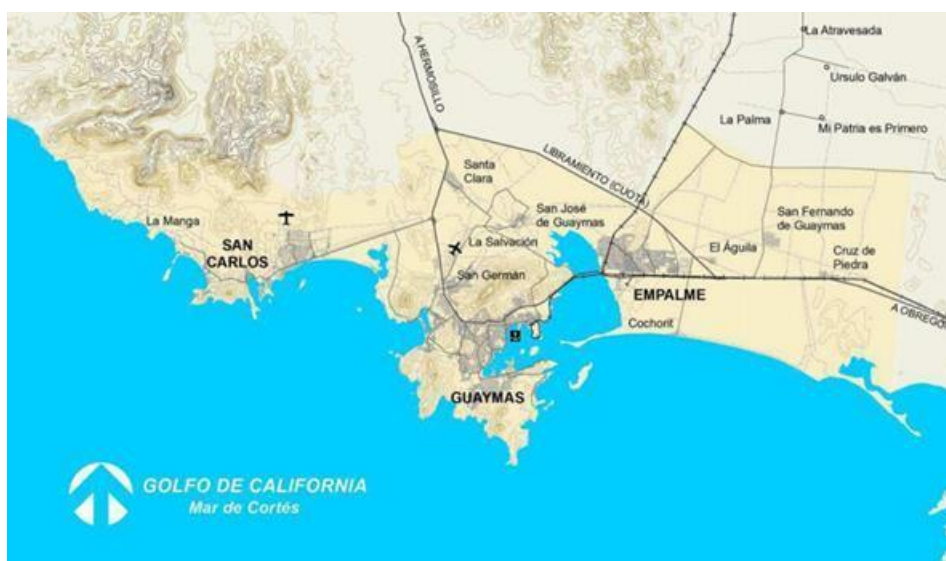 La Atravesada
Ursulo Galván
A HERMOSILLO
La Palma
Mi Patria es Primero
LIBRAMIENTO (CUOTA)
Santa
Clara
San José
de Guaymas
San Fernando
de Guaymas
La Manga
SAN
CARLOS
La Salvación
El Águila
Cruz de
Piedra
San Germán
EMPALME
A OBREGO
Cochorit
GUAYMAS
GOLFO DE CALIFORNIA
Mar de Cortés